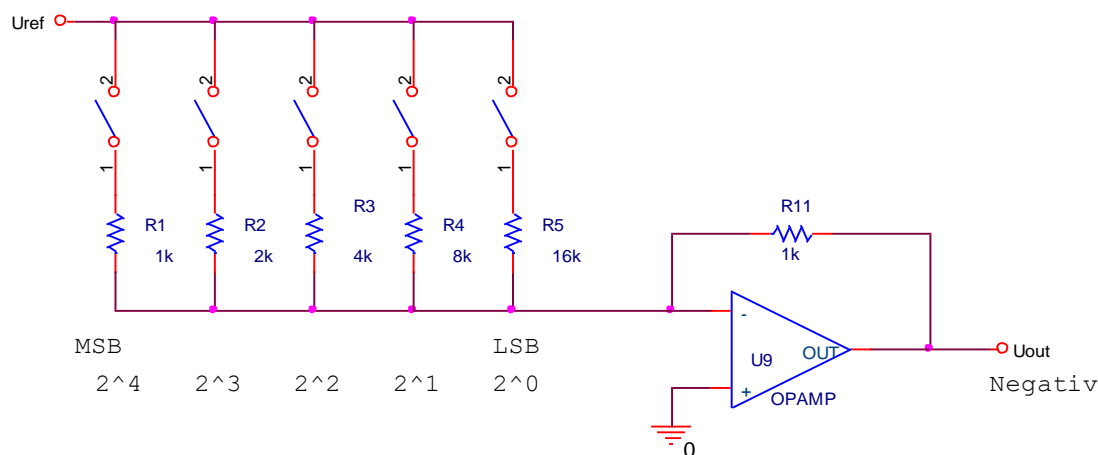 Uref
2 2 2 2 2
1 1 1 1 1
R1 R2 R3 R4 R5
1k 2k 4k 8k 16k
R11
1k
MSB LSB
2^4 2^3 2^2 2^1 2^0
-
U9 OUT
+
OPAMP
0
Uout
Negativ